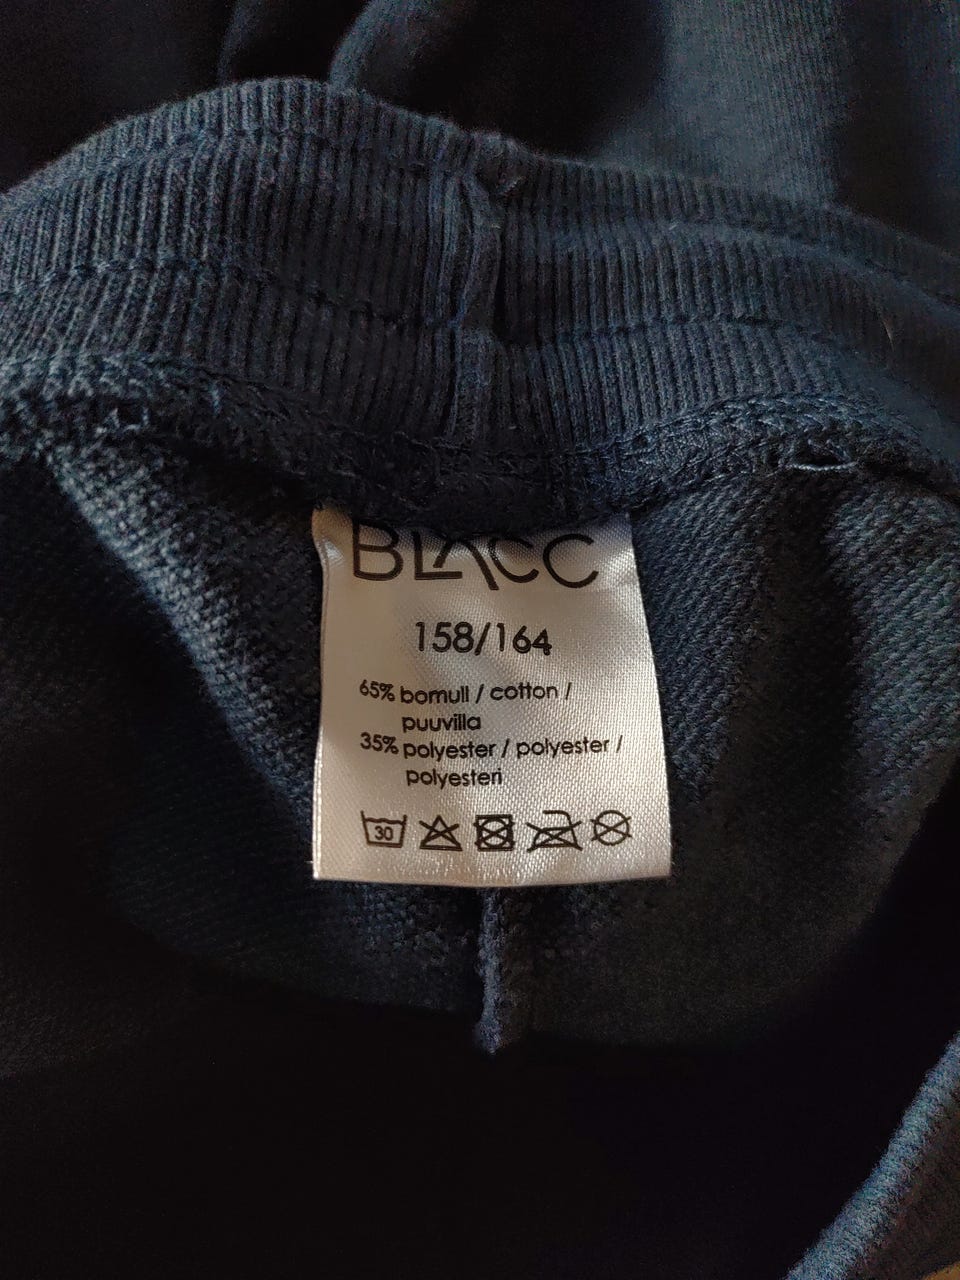 BLACC
158/164
65% bomull / cotton /
puuvilla
35% polyester / polyester /
polyesteri
30